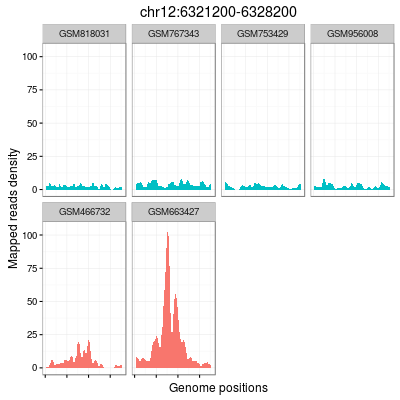 chr12:6321200-6328200
GSM818031 GSM767343 GSM753429 GSM956008
100
75
50
25
0
GSM466732 GSM663427
100
75
50
25
0
Mapped reads density
Genome positions